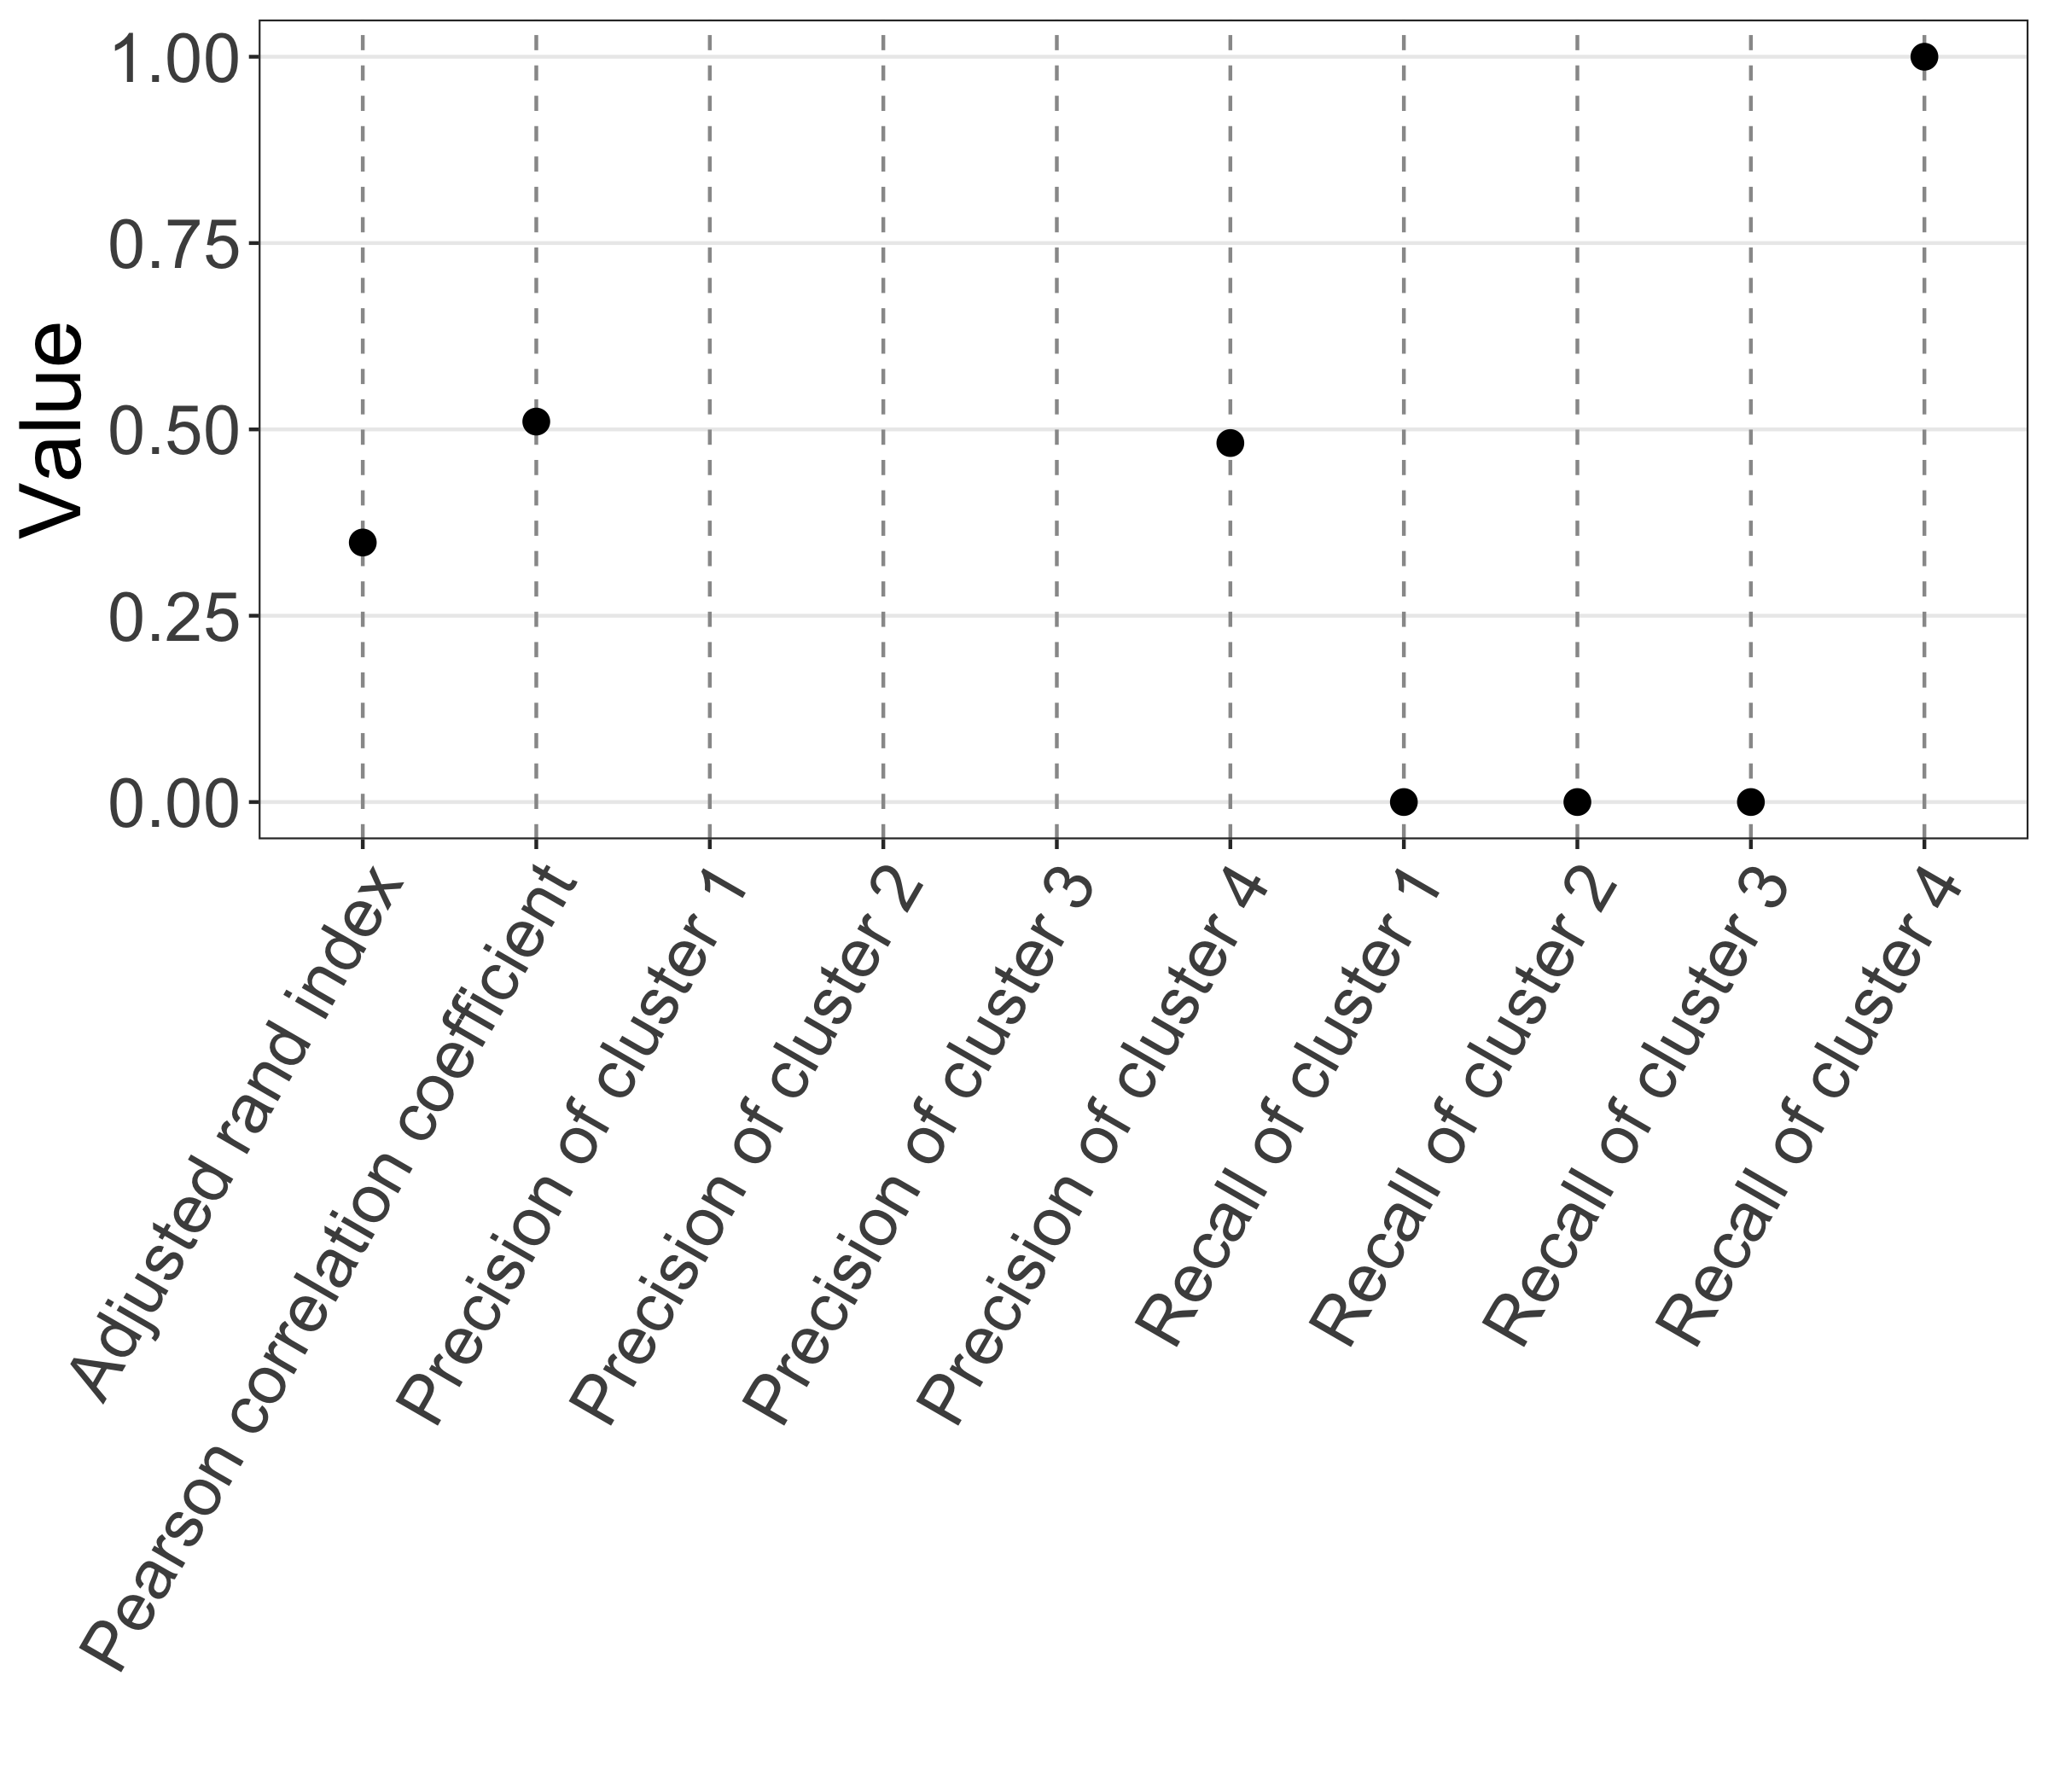 Value
1.00
0.75
0.50
0.25
0.00
Adjusted rand index
Pearson correlation coefficient
Precision of cluster 1
Precision of cluster 2
Precision of cluster 3
Precision of cluster 4
Recall of cluster 1
Recall of cluster 2
Recall of cluster 3
Recall of cluster 4